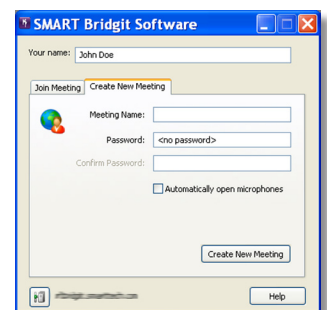 SMART Bridgit Software
Your name: John Doe
Join Meeting Create New Meeting
Meeting Name:
Password: <no password>
Confirm Password:
Automatically open microphones
Create New Meeting
Help